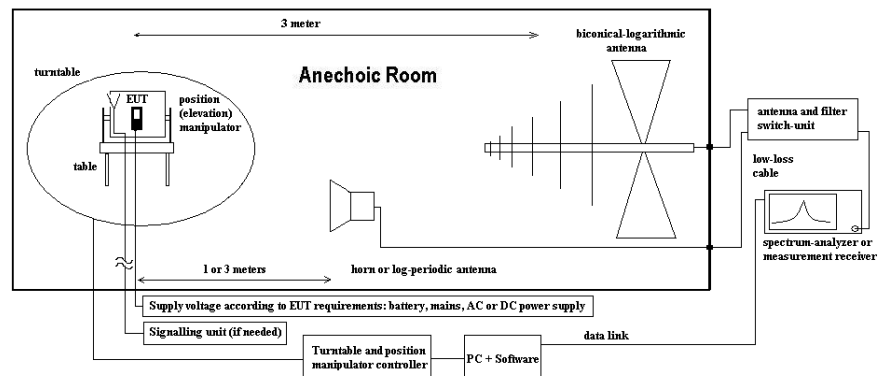 3 meter
biconical-logarithmic
antenna
turntable
Anechoic Room
EUT
position
(elevation)
manipulator
antenna and filter
switch-unit
table
low-loss
cable
spectrum-analyzer or
measurement receiver
1 or 3 meters
horn or log-periodic antenna
Supply voltage according to EUT requirements: battery, mains, AC or DC power supply
Signalling unit (if needed)
data link
Turntable and position
manipulator controller
PC + Software